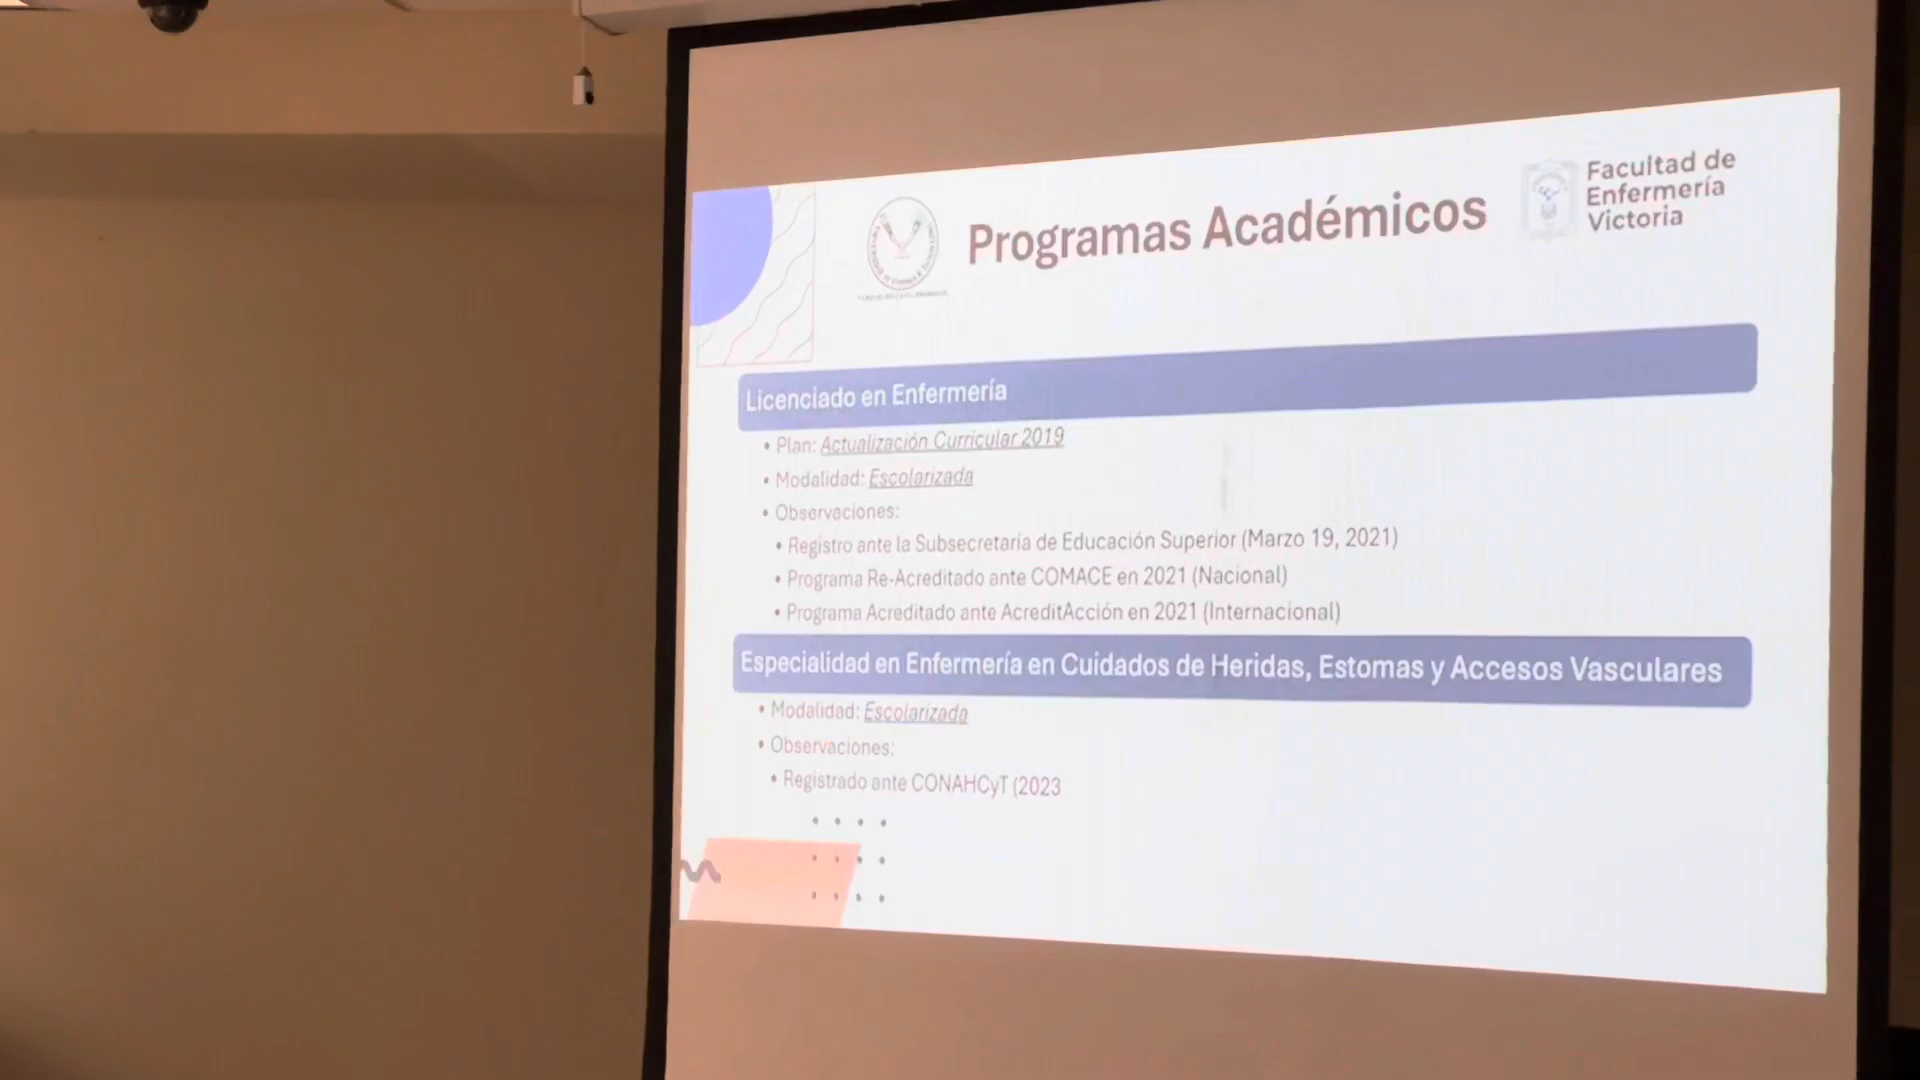 Programas Académicos
Facultad de
Enfermería
Victoria
Licenciado en Enfermería
• Plan: Actualización Curricular 2019
• Modalidad: Escolarizada
• Observaciones:
• Registro ante la Subsecretaría de Educación Superior (Marzo 19, 2021)
• Programa Re-Acreditado ante COMACE en 2021 (Nacional)
• Programa Acreditado ante AcreditAcción en 2021 (Internacional)
Especialidad en Enfermería en Cuidados de Heridas, Estomas y Accesos Vasculares
• Modalidad: Escolarizada
• Observaciones:
• Registrado ante CONAHCyT (2023